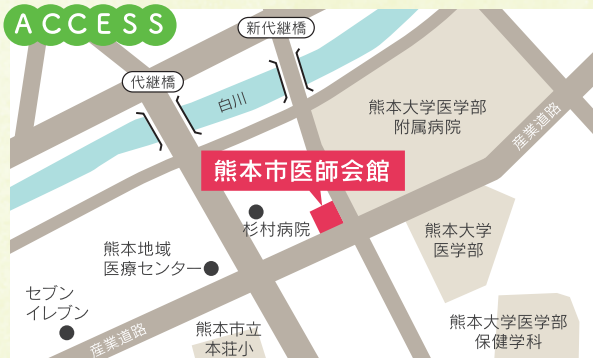 ACCESS
新代継橋
代継橋
白川
熊本大学医学部
附属病院
産業道路
熊本市医師会館
杉村病院
熊本大学
医学部
熊本地域
医療センター
セブン
イレブン
産業道路
熊本市立
本荘小
熊本大学医学部
保健学科